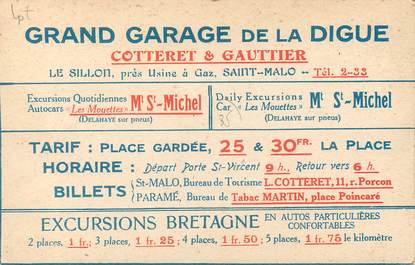 Lpt
GRAND GARAGE DE LA DIGUE
COTTERET & GAUTTIER
LE SILLON, près Usine à Gaz, SAINT-MALO -- Tél. 2-33
Excursions Quotidiennes
Autocars "Les Mouettes" Mt St-Michel
(DELAHAYE sur pneus)
Daily Excursions
Car "Les Mouettes" Mt St-Michel
(DELAHAYE sur pneus)
TARIF : PLACE GARDÉE, 25 & 30FR. LA PLACE
HORAIRE : Départ Porte St-Vincent 9 h., Retour vers 6 h.
BILLETS St-MALO, Bureau de Tourisme L. COTTERET, 11, r. Porcon
PARAMÉ, Bureau de Tabac MARTIN, place Poincaré
EXCURSIONS BRETAGNE EN AUTOS PARTICULIÈRES
CONFORTABLES
2 places, 1 fr.; 3 places, 1 fr. 25; 4 places, 1 fr. 50; 5 places, 1 fr. 75 le kilomètre